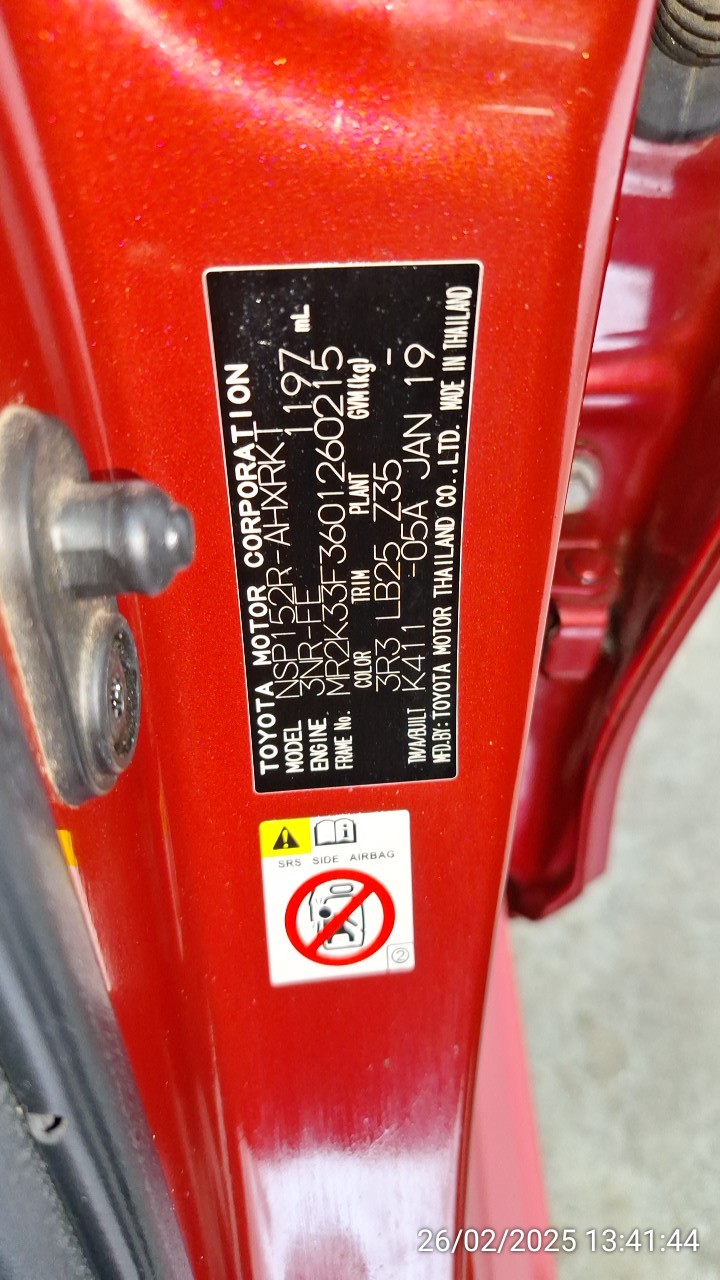 TOYOTA MOTOR CORPORATION
MODEL NSP152R-AHXRKT
ENGINE 3NR-FE 1197 mL
FRAME No. MR2K33F3601260215
COLOR TRIM PLANT GVM(kg)
3R3 LB25 Z35 -
T/M/A/BUILT K411 -05A JAN 19
MFD.BY: TOYOTA MOTOR THAILAND CO.,LTD. MADE IN THAILAND
SRS SIDE AIRBAG
2
26/02/2025 13:41:44